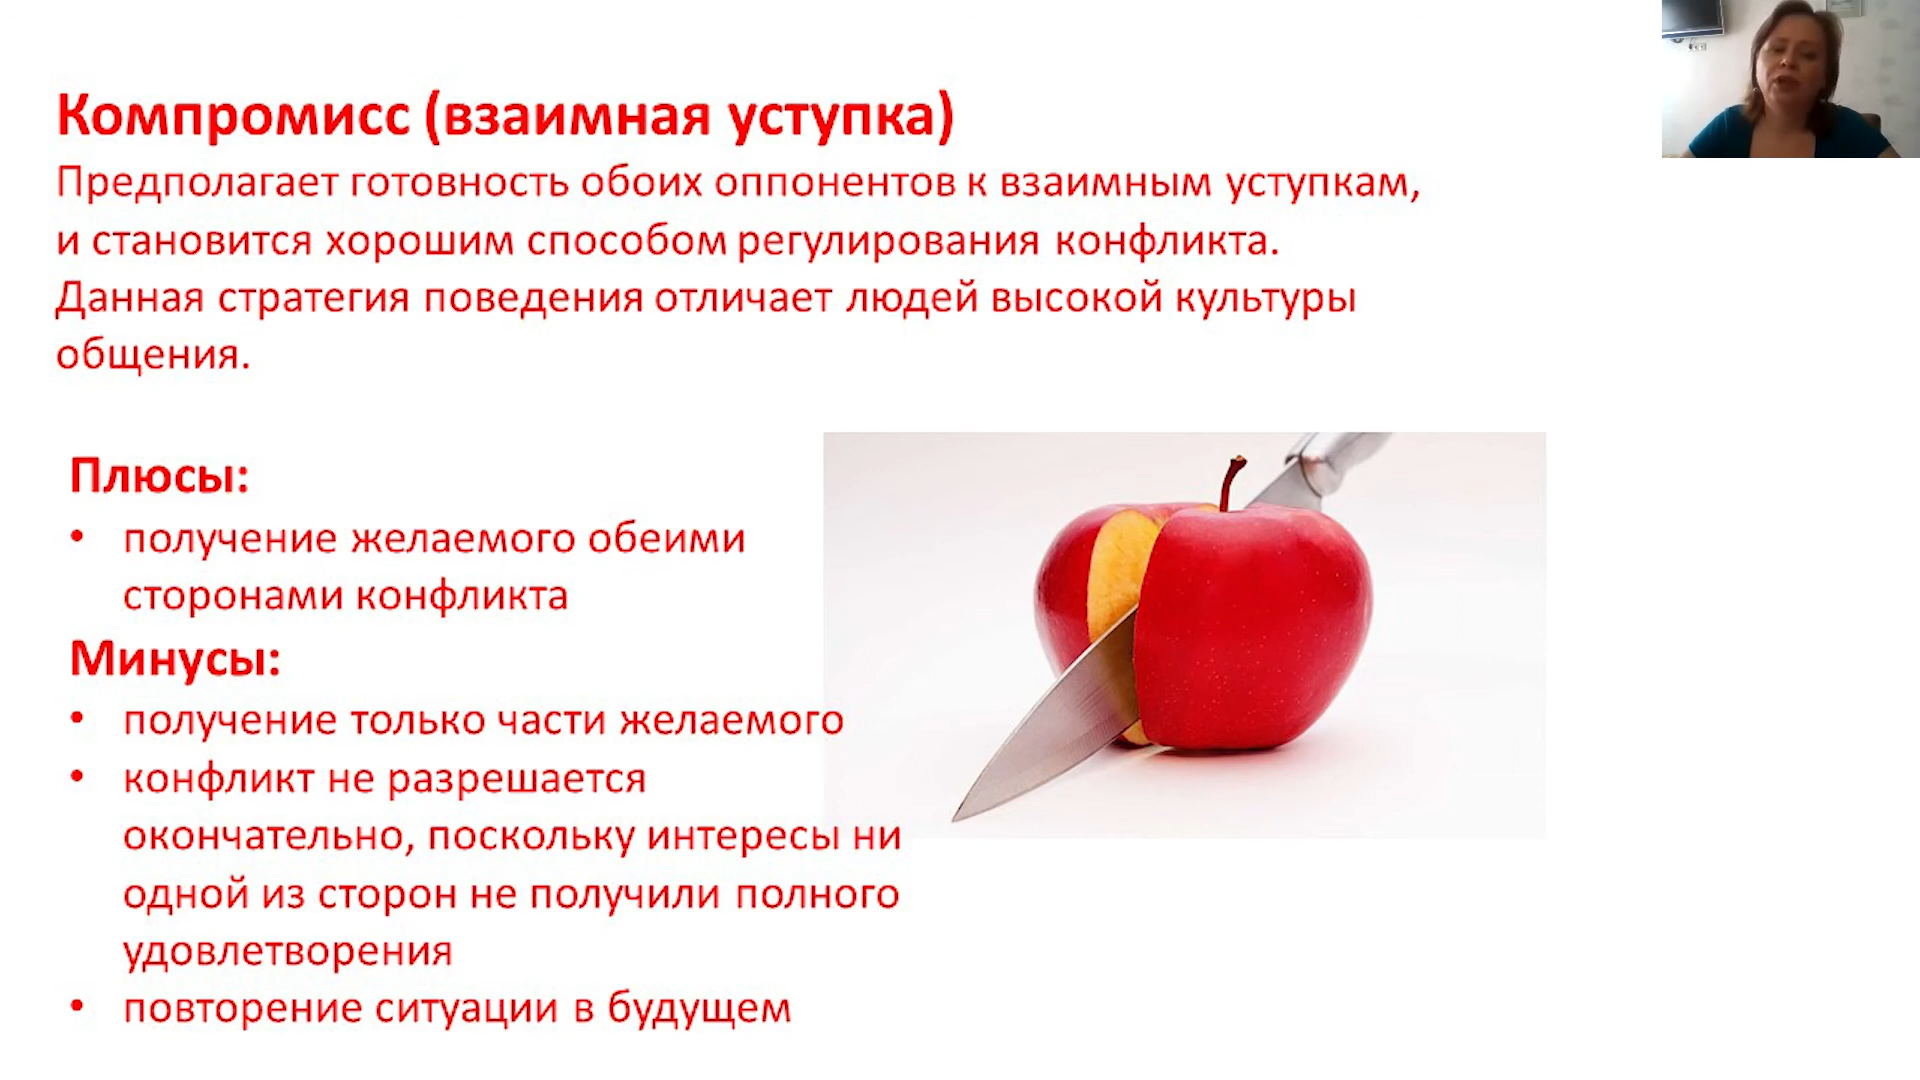 Компромисс (взаимная уступка)
Предполагает готовность обоих оппонентов к взаимным уступкам,
и становится хорошим способом регулирования конфликта.
Данная стратегия поведения отличает людей высокой культуры
общения.
Плюсы:
• получение желаемого обеими
сторонами конфликта
Минусы:
• получение только части желаемого
• конфликт не разрешается
окончательно, поскольку интересы ни
одной из сторон не получили полного
удовлетворения
• повторение ситуации в будущем